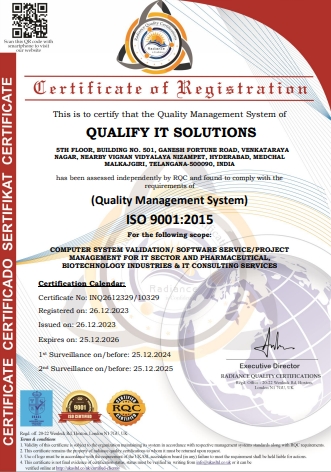 Scan this QR code with
smartphone to visit
our website
Radiance
Certificate of Registration
This is to certify that the Quality Management System of
QUALIFY IT SOLUTIONS
5TH FLOOR, BUILDING NO. 501, GANESH FORTUNE ROAD, VENKATARAYA
NAGAR, NEARBY VIGNAN VIDYALAYA NIZAMPET, HYDERABAD, MEDCHAL
MALKAJGIRI, TELANGANA-500090, INDIA
has been assessed independently by RQC and found to comply with the
requirements of
(Quality Management System)
ISO 9001:2015
For the following scope:
COMPUTER SYSTEM VALIDATION/ SOFTWARE SERVICE/PROJECT
MANAGEMENT FOR IT SECTOR AND PHARMACEUTICAL,
BIOTECHNOLOGY INDUSTRIES & IT CONSULTING SERVICES
Certification Calendar:
Certificate No: INQ2612329/10329
Registered on: 26.12.2023
Issued on: 26.12.2023
Expires on: 25.12.2026
1st Surveillance on/before: 25.12.2024
2nd Surveillance on/before: 25.12.2025
Executive Director
RADIANCE QUALITY CERTIFICATIONS
9001
ISO CERTIFIED
RQC
Terms & conditions
CERTIFICATE CERTIFICADO SERTIFIKAT CERTIFICATE